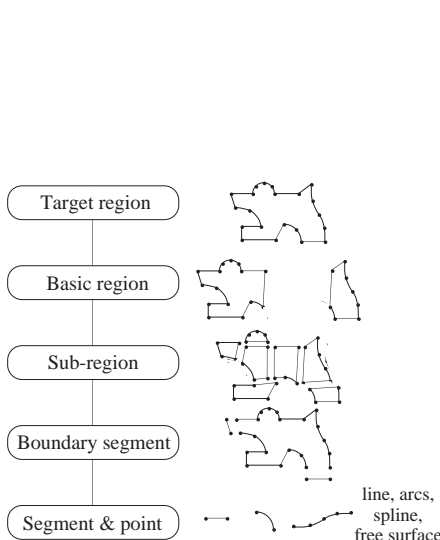 Target region
Basic region
Sub-region
Boundary segment
Segment & point
line, arcs,
spline,
free surface